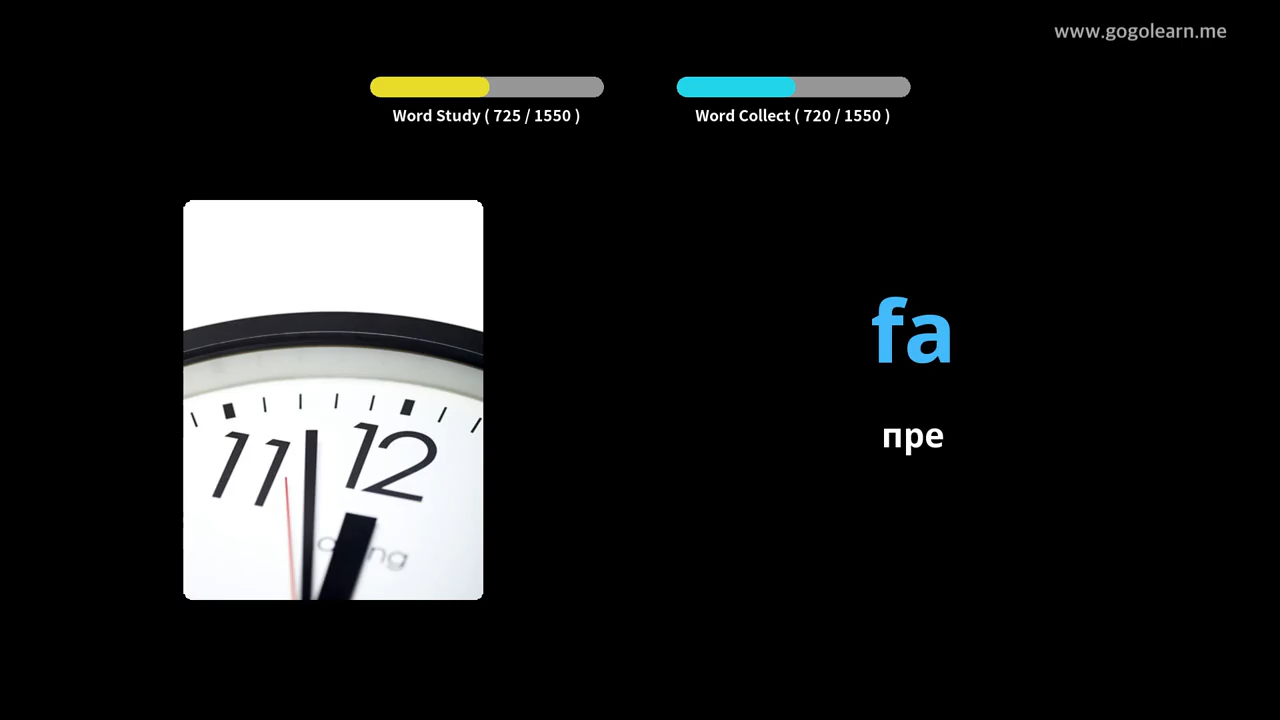 www.gogolearn.me
Word Study ( 725 / 1550 )
Word Collect ( 720 / 1550 )
fa
пре
11
12